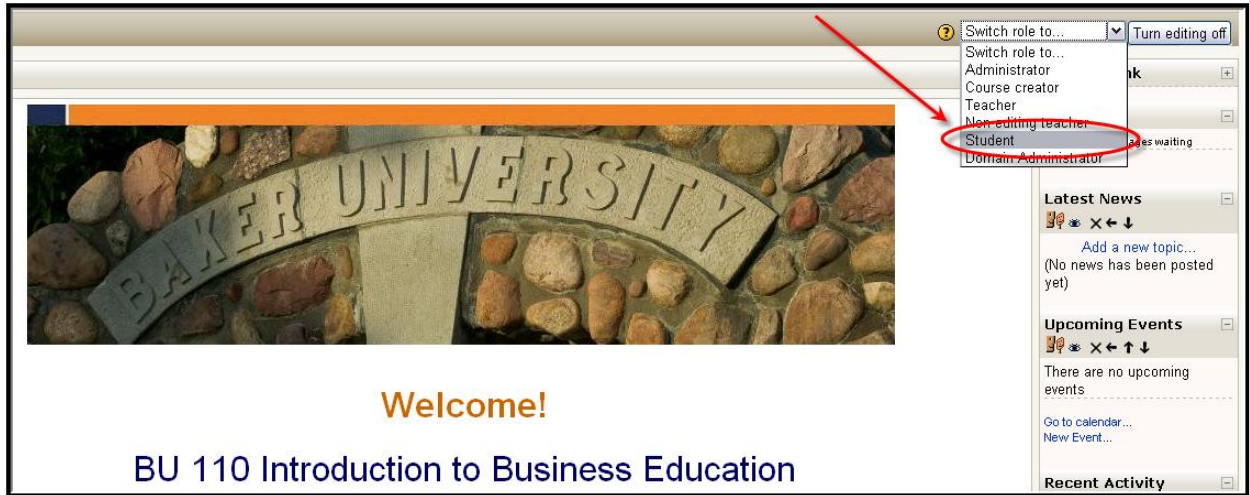 ? Switch role to... Turn editing off
Switch role to...
Administrator
Course creator
Teacher
Non-editing teacher
Student
Domain Administrator
waiting
BAKER UNIVERSITY
Latest News
Add a new topic...
(No news has been posted
yet)
Upcoming Events
There are no upcoming
events
Go to calendar...
New Event...
Recent Activity
Welcome!
BU 110 Introduction to Business Education